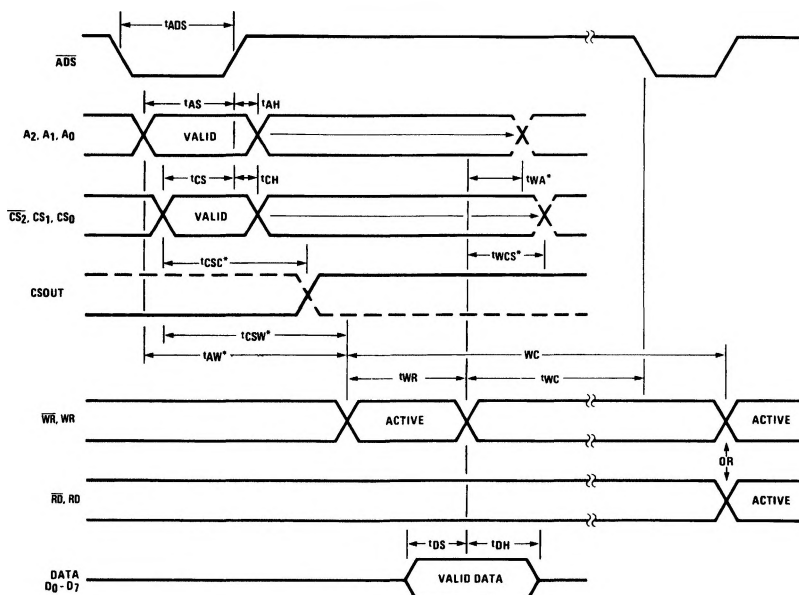 tADS
ADS
tAS tAH
A2, A1, A0 VALID
tWA*
tCS tCH
CS2, CS1, CS0 VALID
tWCS*
tCSC*
CSOUT
tCSW*
tAW* WC
tWR tWC
WR, WR ACTIVE ACTIVE
OR
RD, RD ACTIVE
tDS tDH
DATA
D0 - D7 VALID DATA